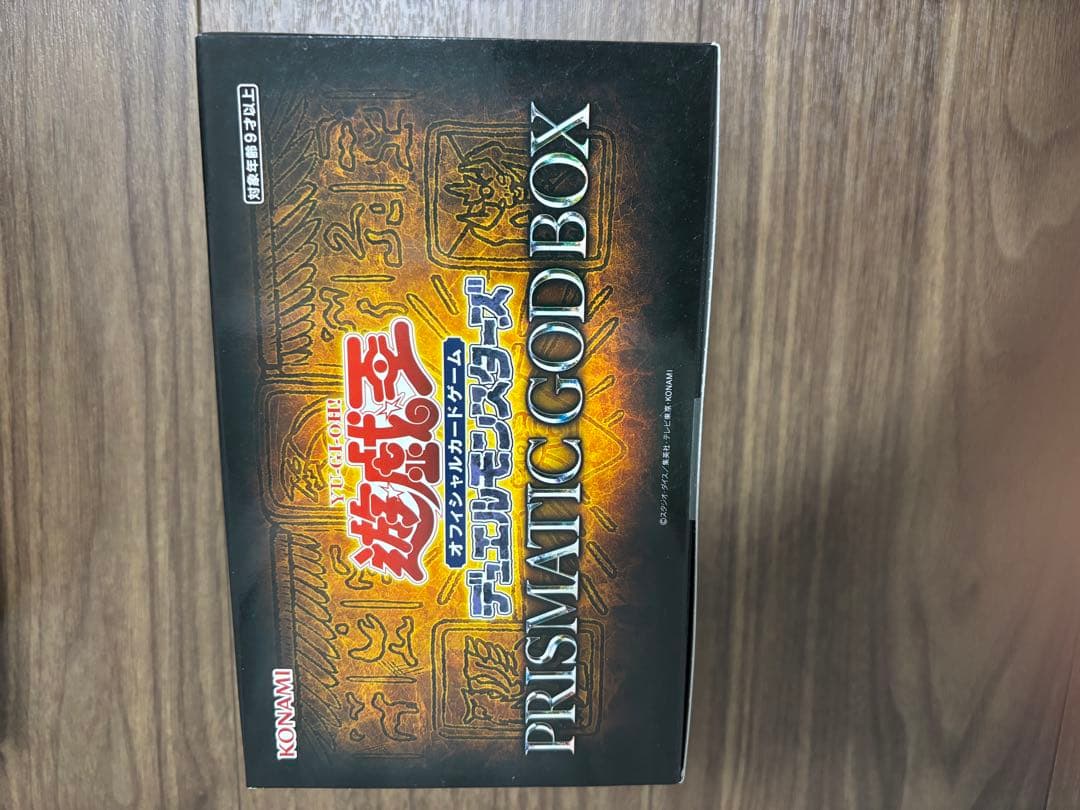 KONAMI
対象年齢9才以上
YU-GI-OH!
遊戯王
オフィシャルカードゲーム
デュエルモンスターズ
PRISMATIC GOD BOX
©スタジオ・ダイス／集英社・テレビ東京・KONAMI